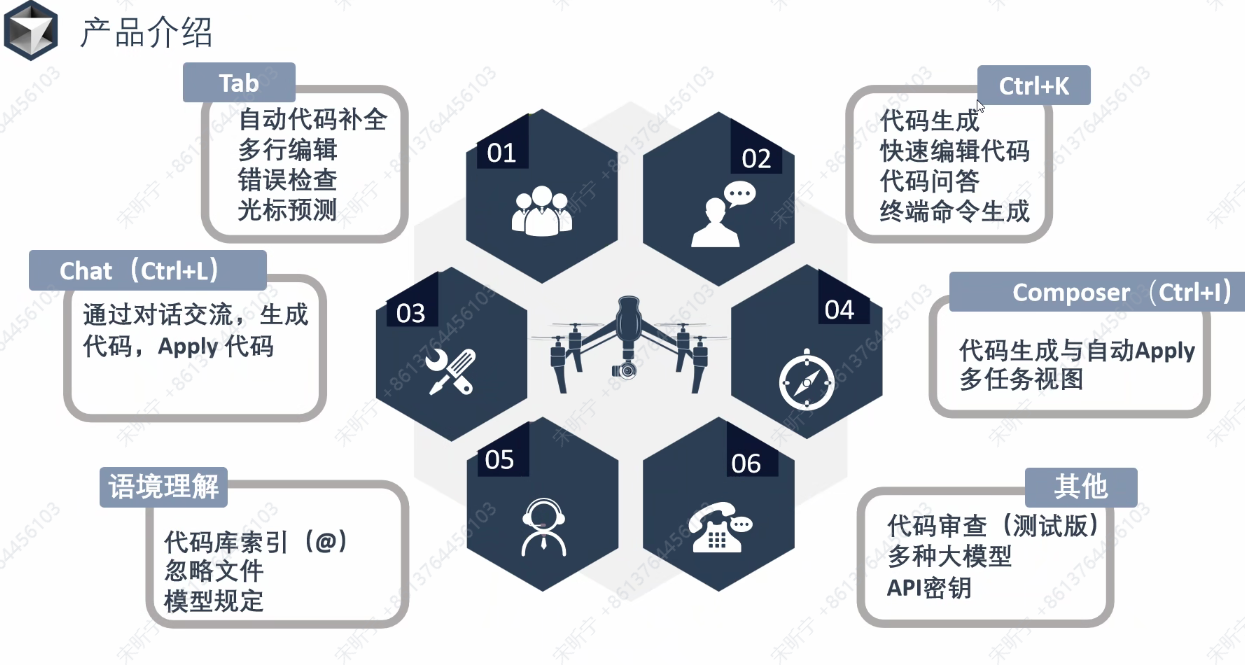 产品介绍
Tab
自动代码补全
多行编辑
错误检查
光标预测
01
02
Ctrl+K
代码生成
快速编辑代码
代码问答
终端命令生成
Chat（Ctrl+L）
通过对话交流，生成
代码，Apply 代码
03
04
Composer（Ctrl+I）
代码生成与自动Apply
多任务视图
语境理解
代码库索引（@）
忽略文件
模型规定
05
06
其他
代码审查（测试版）
多种大模型
API密钥
宋昕宁 +8613764456103